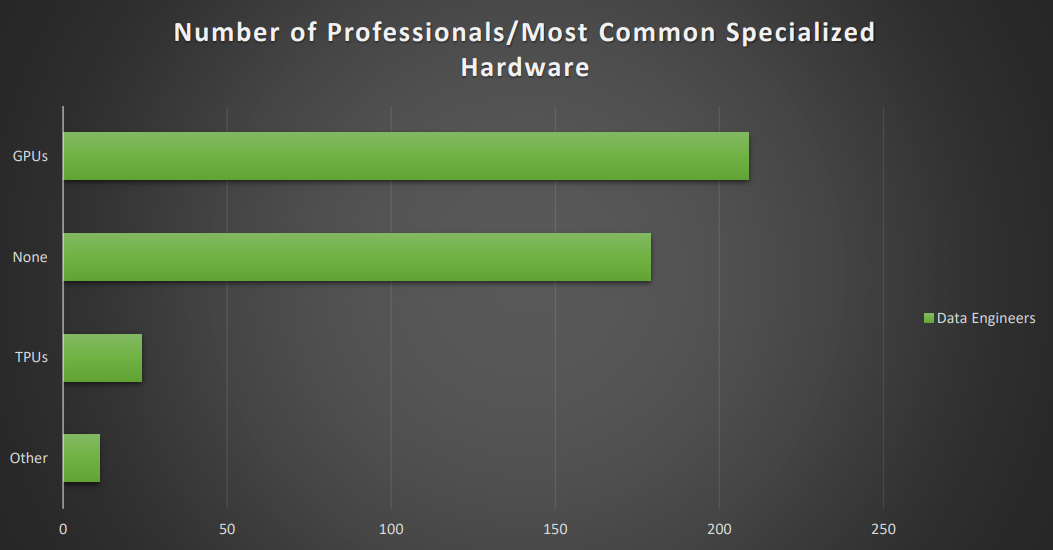 Number of Professionals/Most Common Specialized
Hardware
GPUs
None
TPUs
Other
Data Engineers
0 50 100 150 200 250